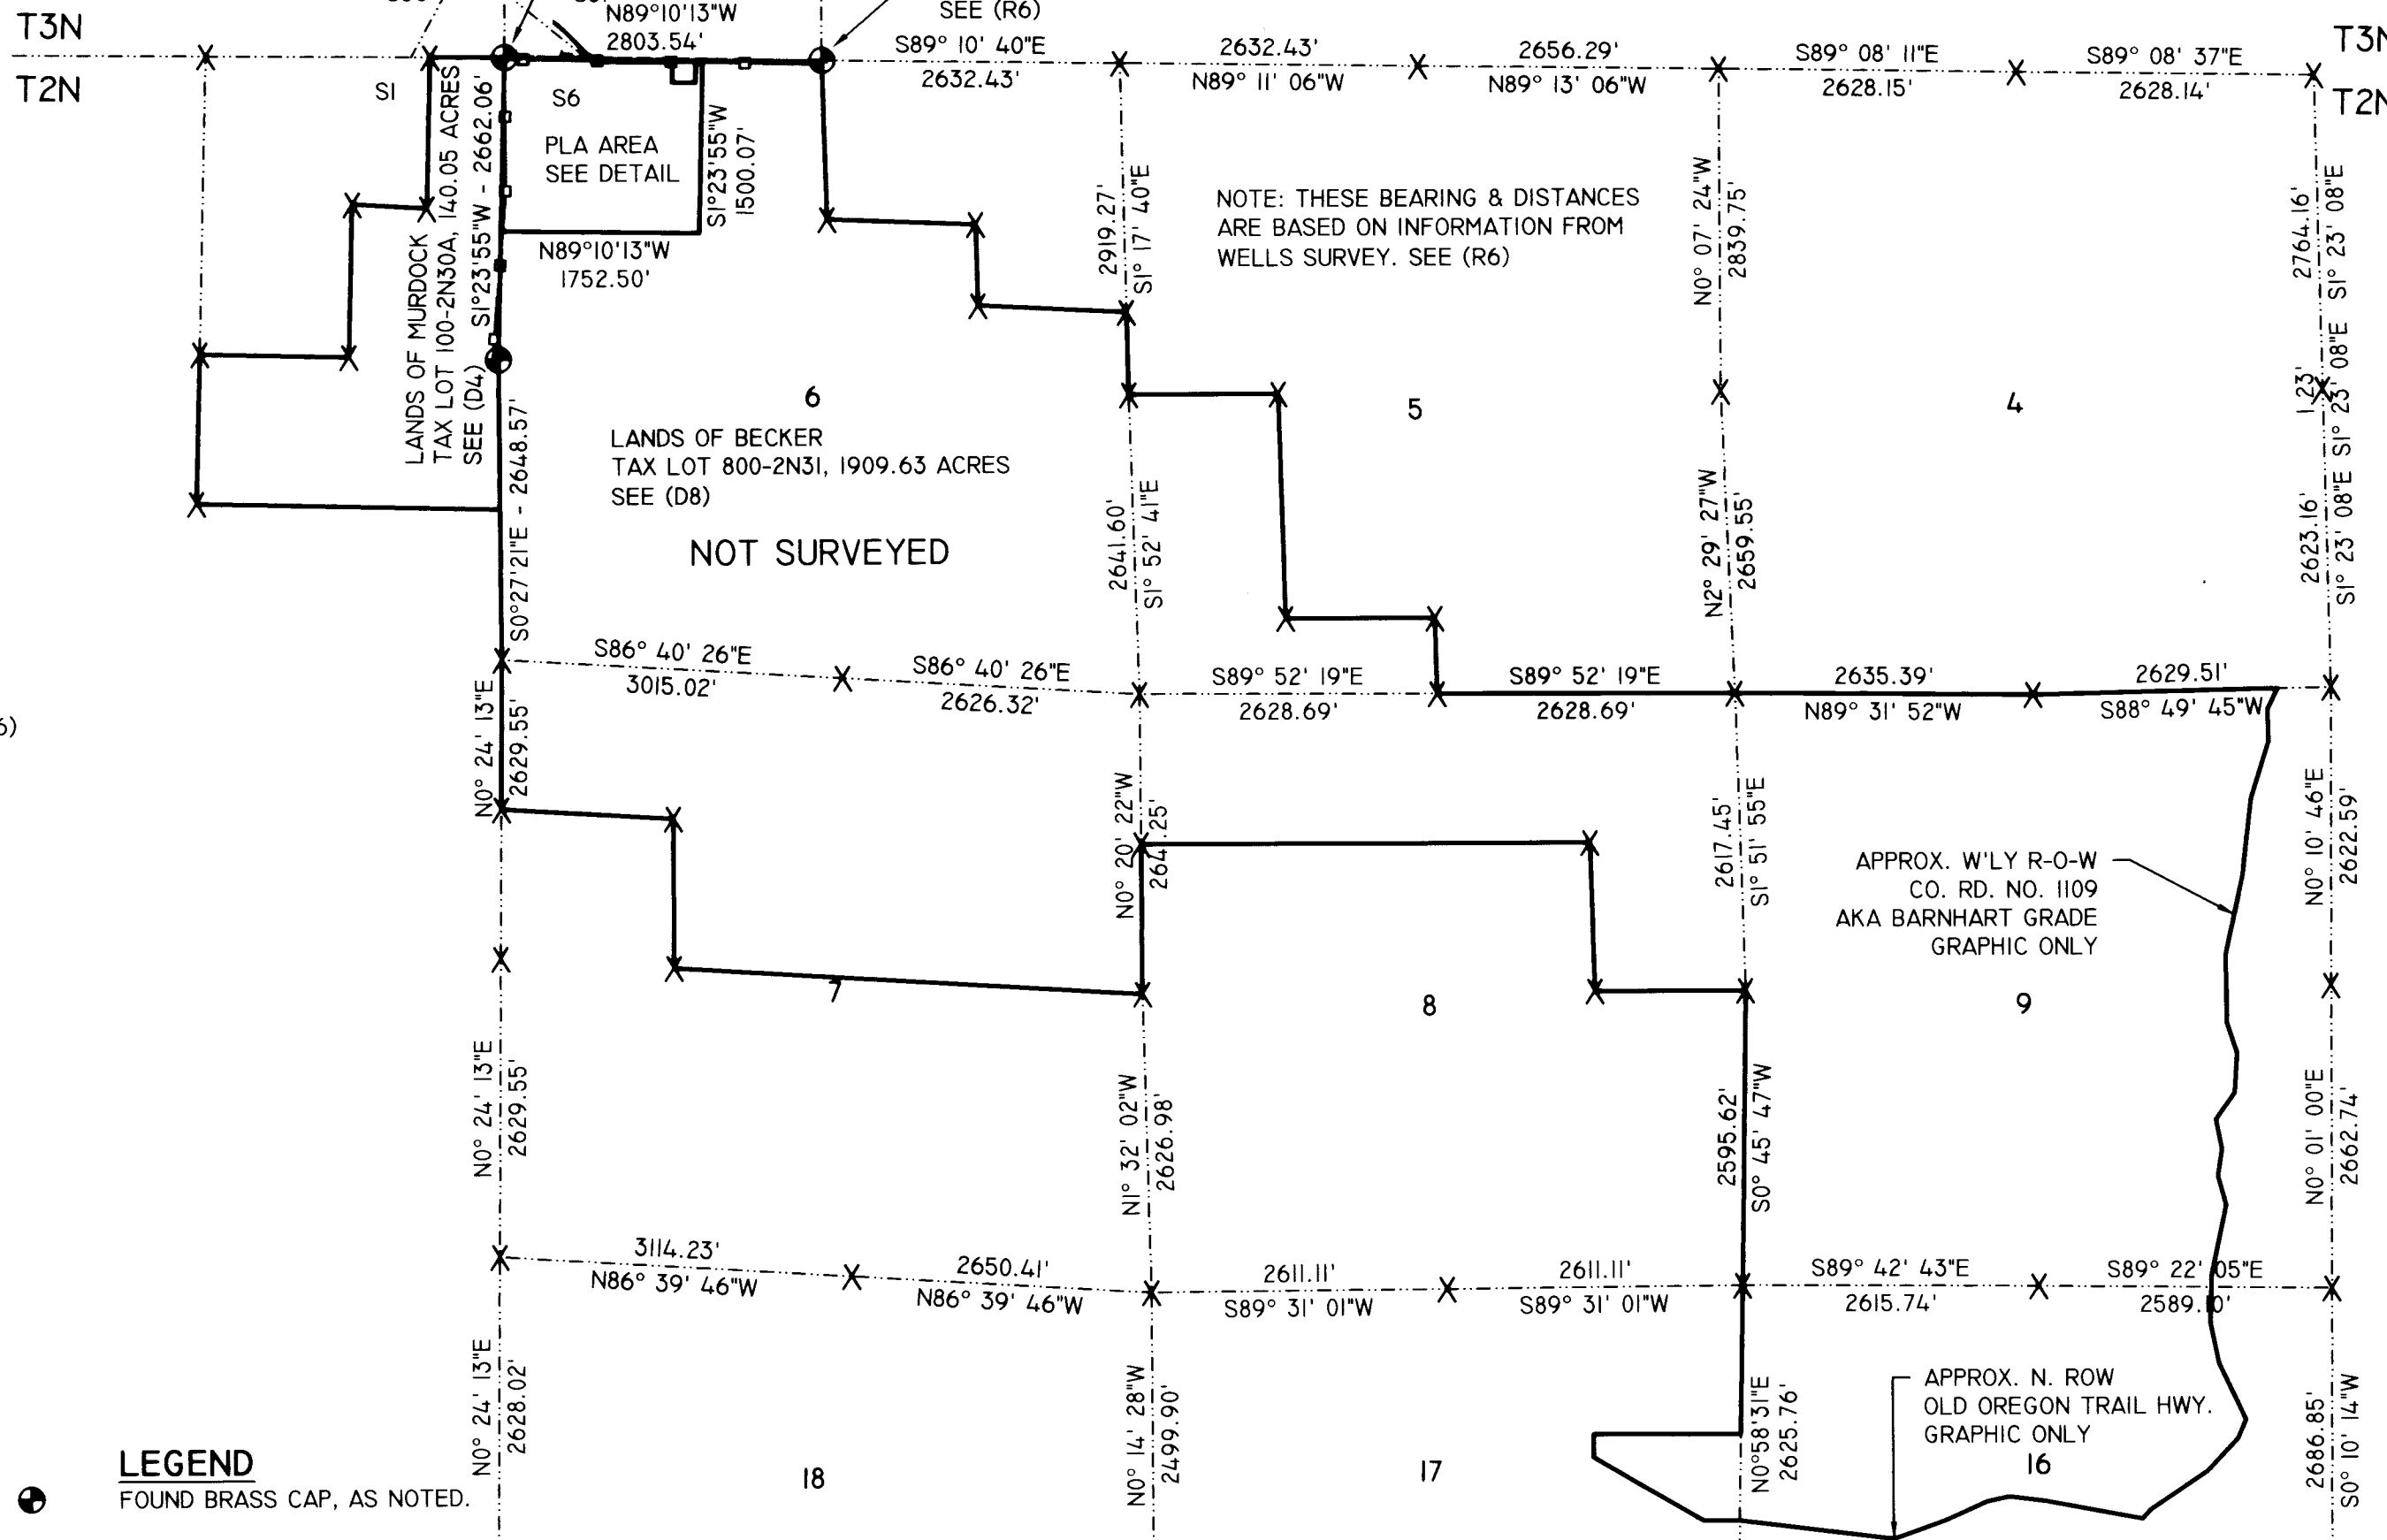 N89°10'13"W
2803.54'
SEE (R6)
T3N
T2N
S1
S6
S89° 10' 40"E
2632.43'
2632.43'
N89° 11' 06"W
2656.29'
N89° 13' 06"W
S89° 08' 11"E
2628.15'
S89° 08' 37"E
2628.14'
PLA AREA
SEE DETAIL
S1°23'55"W
1500.07'
N89°10'13"W
1752.50'
LANDS OF MURDOCK
TAX LOT 100-2N30A, 140.05 ACRES
SEE (D4)
S1°23'55"W - 2662.06'
NOTE: THESE BEARING & DISTANCES
ARE BASED ON INFORMATION FROM
WELLS SURVEY. SEE (R6)
2919.27'
S1° 17' 40"E
N0° 07' 24"W
2839.75'
2764.16'
S1° 23' 08"E
1.23'
S1° 23' 08"E
6
5
4
LANDS OF BECKER
TAX LOT 800-2N31, 1909.63 ACRES
SEE (D8)
NOT SURVEYED
S0°27'21"E - 2648.57'
2641.60'
S1° 52' 41"E
N2° 29' 27"W
2659.55'
2623.16'
S1° 23' 08"E
S86° 40' 26"E
3015.02'
S86° 40' 26"E
2626.32'
S89° 52' 19"E
2628.69'
S89° 52' 19"E
2628.69'
2635.39'
N89° 31' 52"W
2629.51'
S88° 49' 45"W
N0° 24' 13"E
2629.55'
N0° 20' 22"W
2617.45'
S1° 51' 55"E
N0° 10' 46"E
2622.59'
APPROX. W'LY R-O-W
CO. RD. NO. 1109
AKA BARNHART GRADE
GRAPHIC ONLY
7
8
9
N0° 24' 13"E
2629.55'
N1° 32' 02"W
2626.98'
2595.62'
S0° 45' 47"W
N0° 01' 00"E
2662.74'
3114.23'
N86° 39' 46"W
2650.41'
N86° 39' 46"W
2611.11'
S89° 31' 01"W
2611.11'
S89° 31' 01"W
S89° 42' 43"E
2615.74'
S89° 22' 05"E
2589.10'
N0° 24' 13"E
2628.02'
N0° 14' 28"W
2499.90'
N0°58'31"E
2625.76'
APPROX. N. ROW
OLD OREGON TRAIL HWY.
GRAPHIC ONLY
16
2686.85'
S0° 10' 14"W
18
17
LEGEND
FOUND BRASS CAP, AS NOTED.